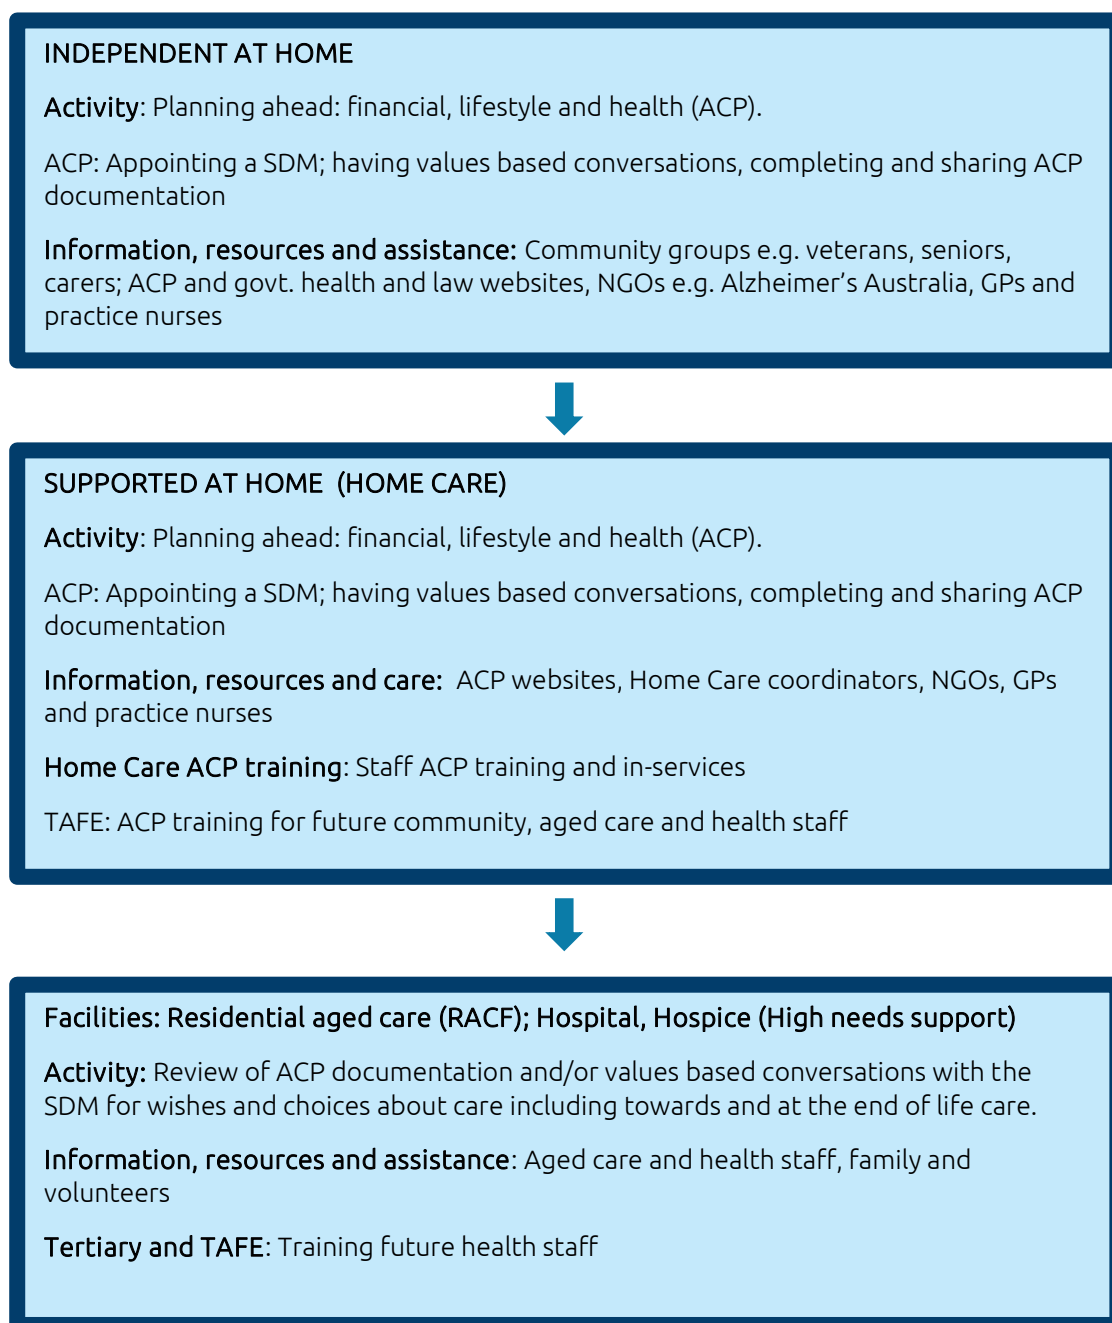 INDEPENDENT AT HOME
Activity: Planning ahead: financial, lifestyle and health (ACP).
ACP: Appointing a SDM; having values based conversations, completing and sharing ACP
documentation
Information, resources and assistance: Community groups e.g. veterans, seniors,
carers; ACP and govt. health and law websites, NGOs e.g. Alzheimer’s Australia, GPs and
practice nurses
SUPPORTED AT HOME (HOME CARE)
Activity: Planning ahead: financial, lifestyle and health (ACP).
ACP: Appointing a SDM; having values based conversations, completing and sharing ACP
documentation
Information, resources and care: ACP websites, Home Care coordinators, NGOs, GPs
and practice nurses
Home Care ACP training: Staff ACP training and in-services
TAFE: ACP training for future community, aged care and health staff
Facilities: Residential aged care (RACF); Hospital, Hospice (High needs support)
Activity: Review of ACP documentation and/or values based conversations with the
SDM for wishes and choices about care including towards and at the end of life care.
Information, resources and assistance: Aged care and health staff, family and
volunteers
Tertiary and TAFE: Training future health staff